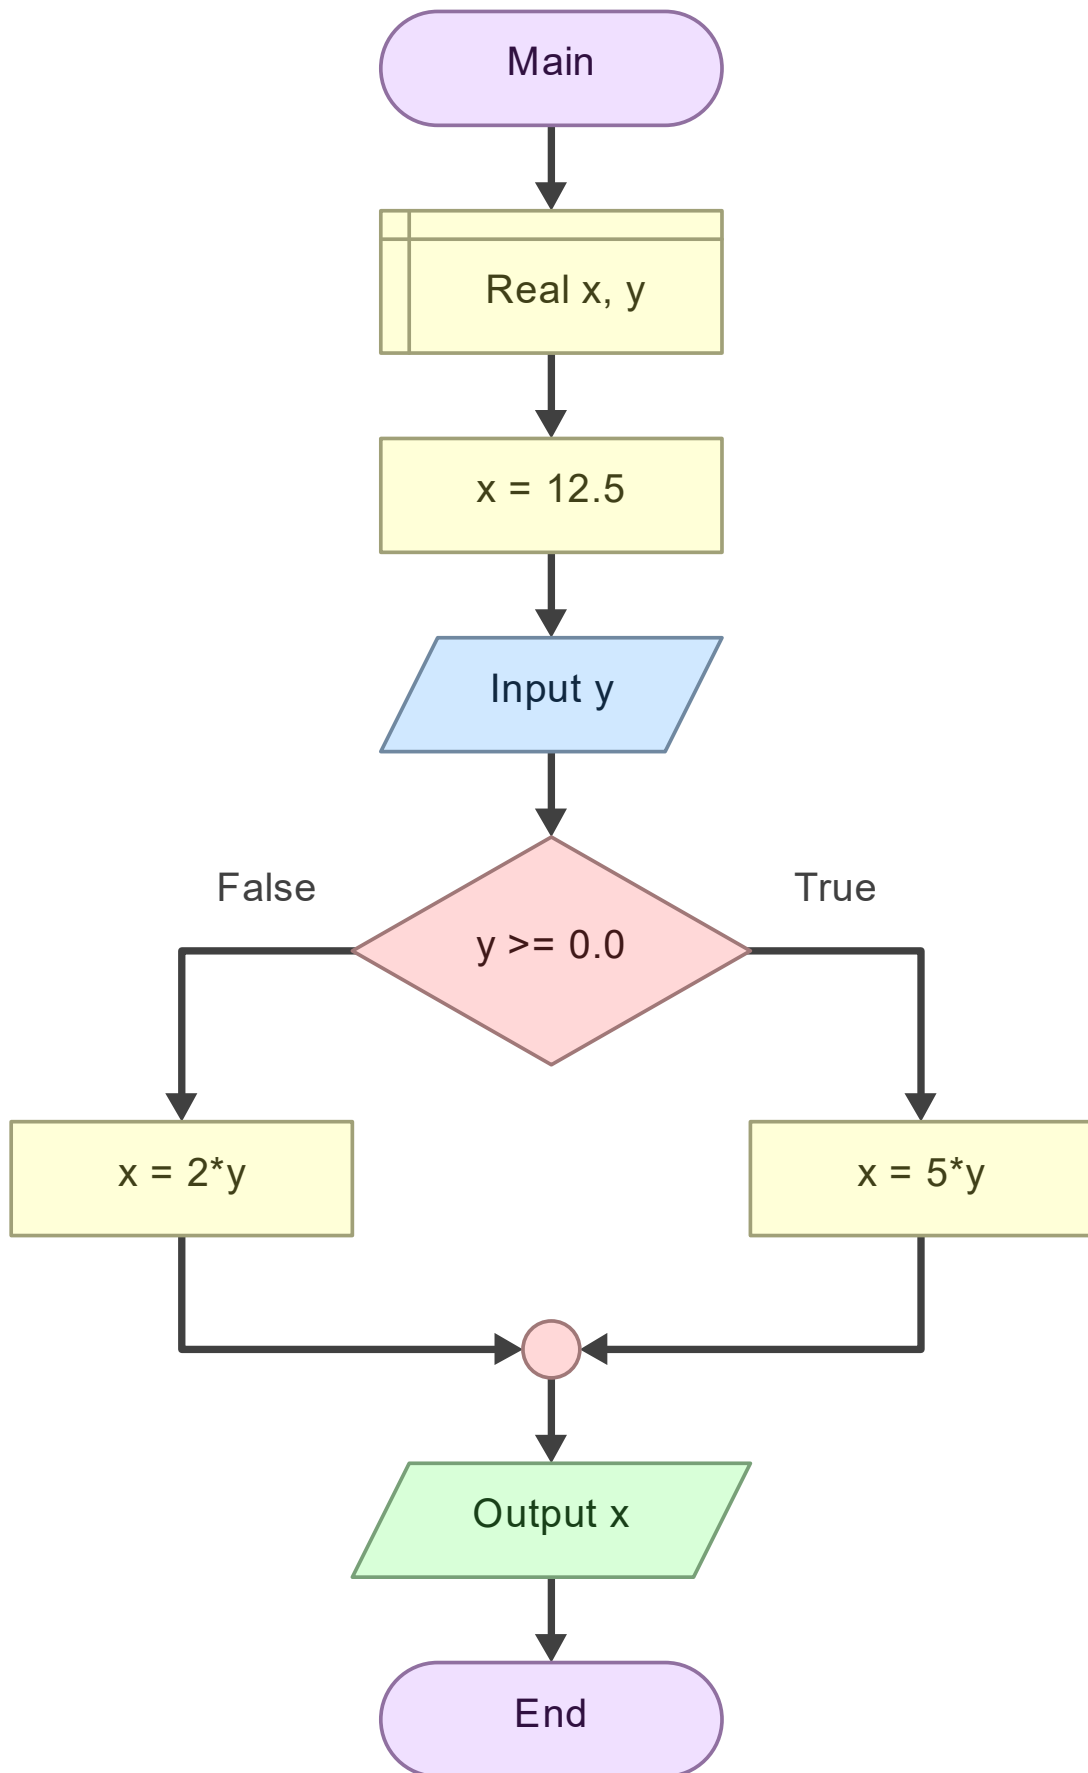 Main
Real x, y
x = 12.5
Input y
False
True
y >= 0.0
x = 2*y
x = 5*y
Output x
End